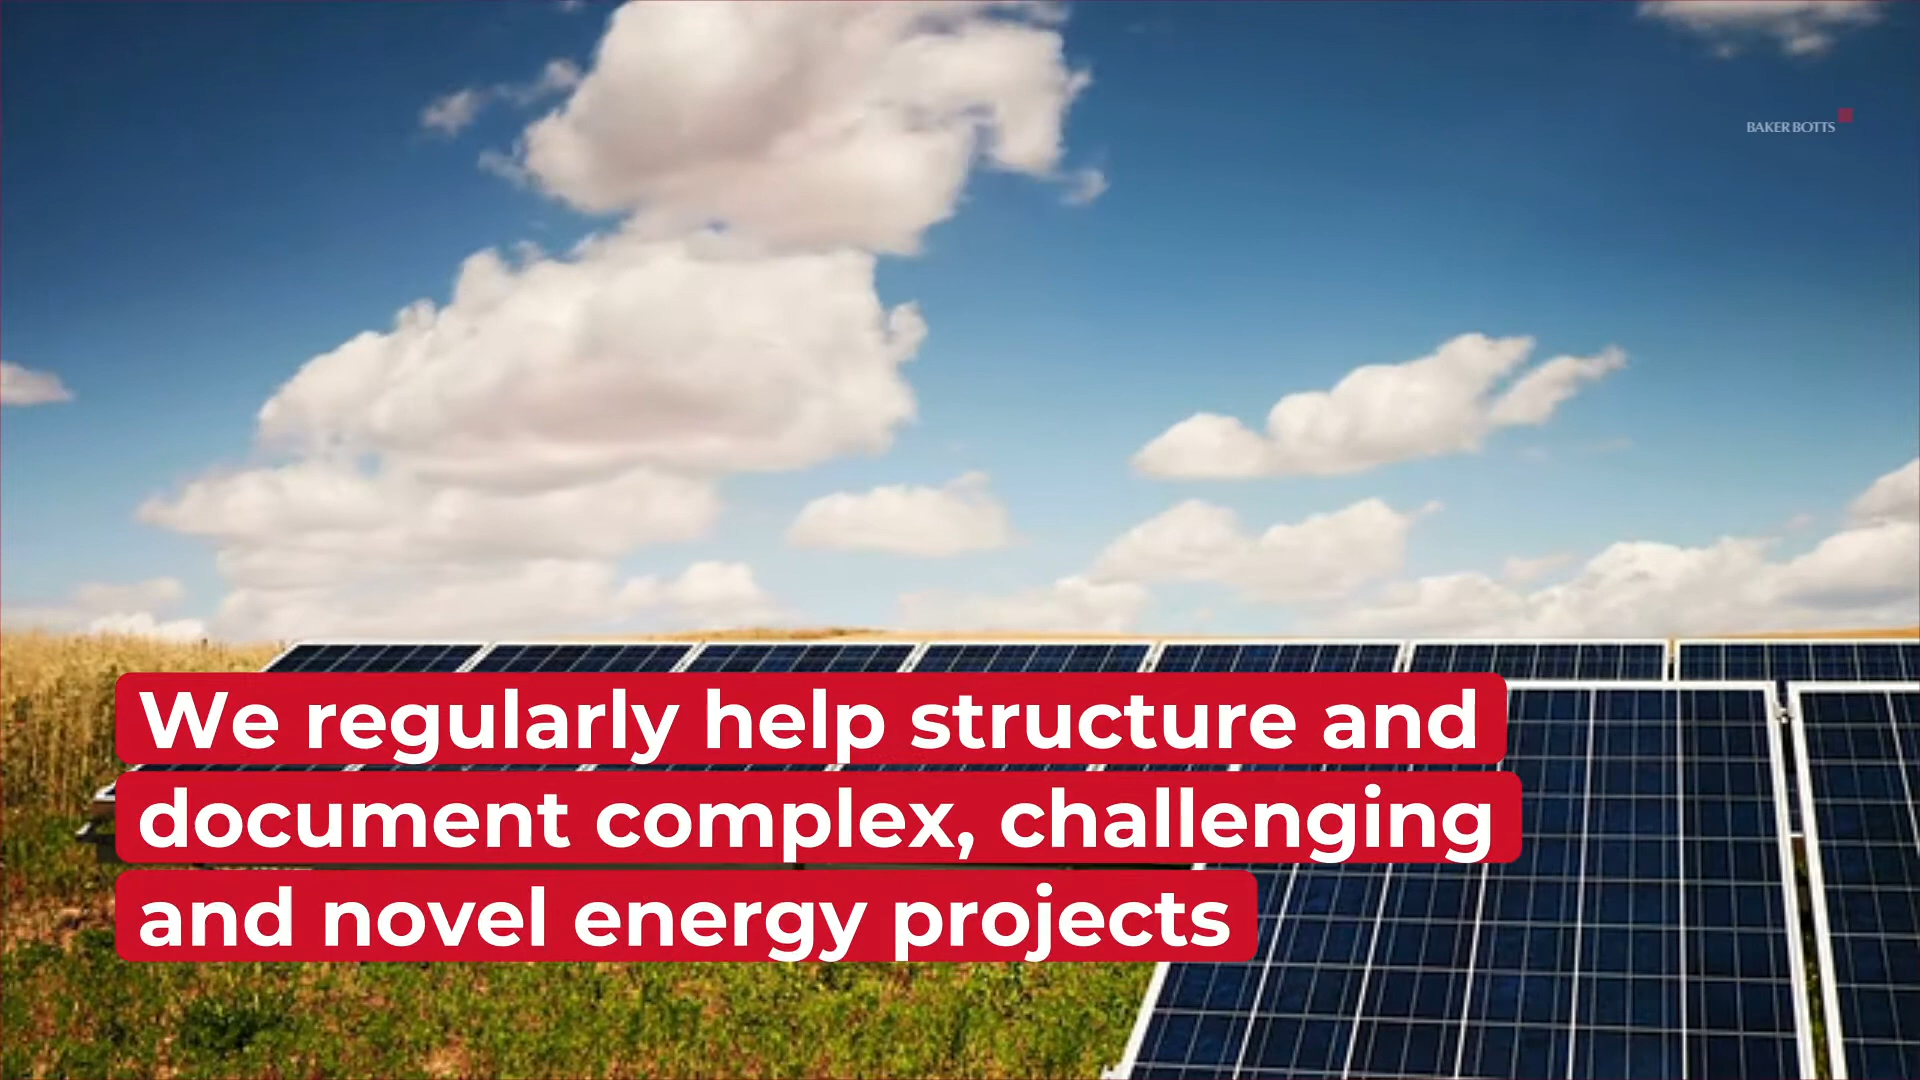 BAKER BOTTS
We regularly help structure and
document complex, challenging
and novel energy projects